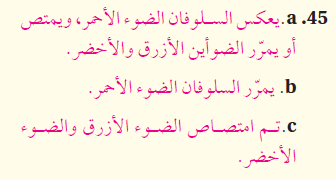 45. a. يعكس السلوفان الضوء الأحمر، ويمتص
أو يمرّر الضوأين الأزرق والأخضر.
b. يمرّر السلوفان الضوء الأحمر.
c. تم امتصاص الضوء الأزرق والضوء
الأخضر.